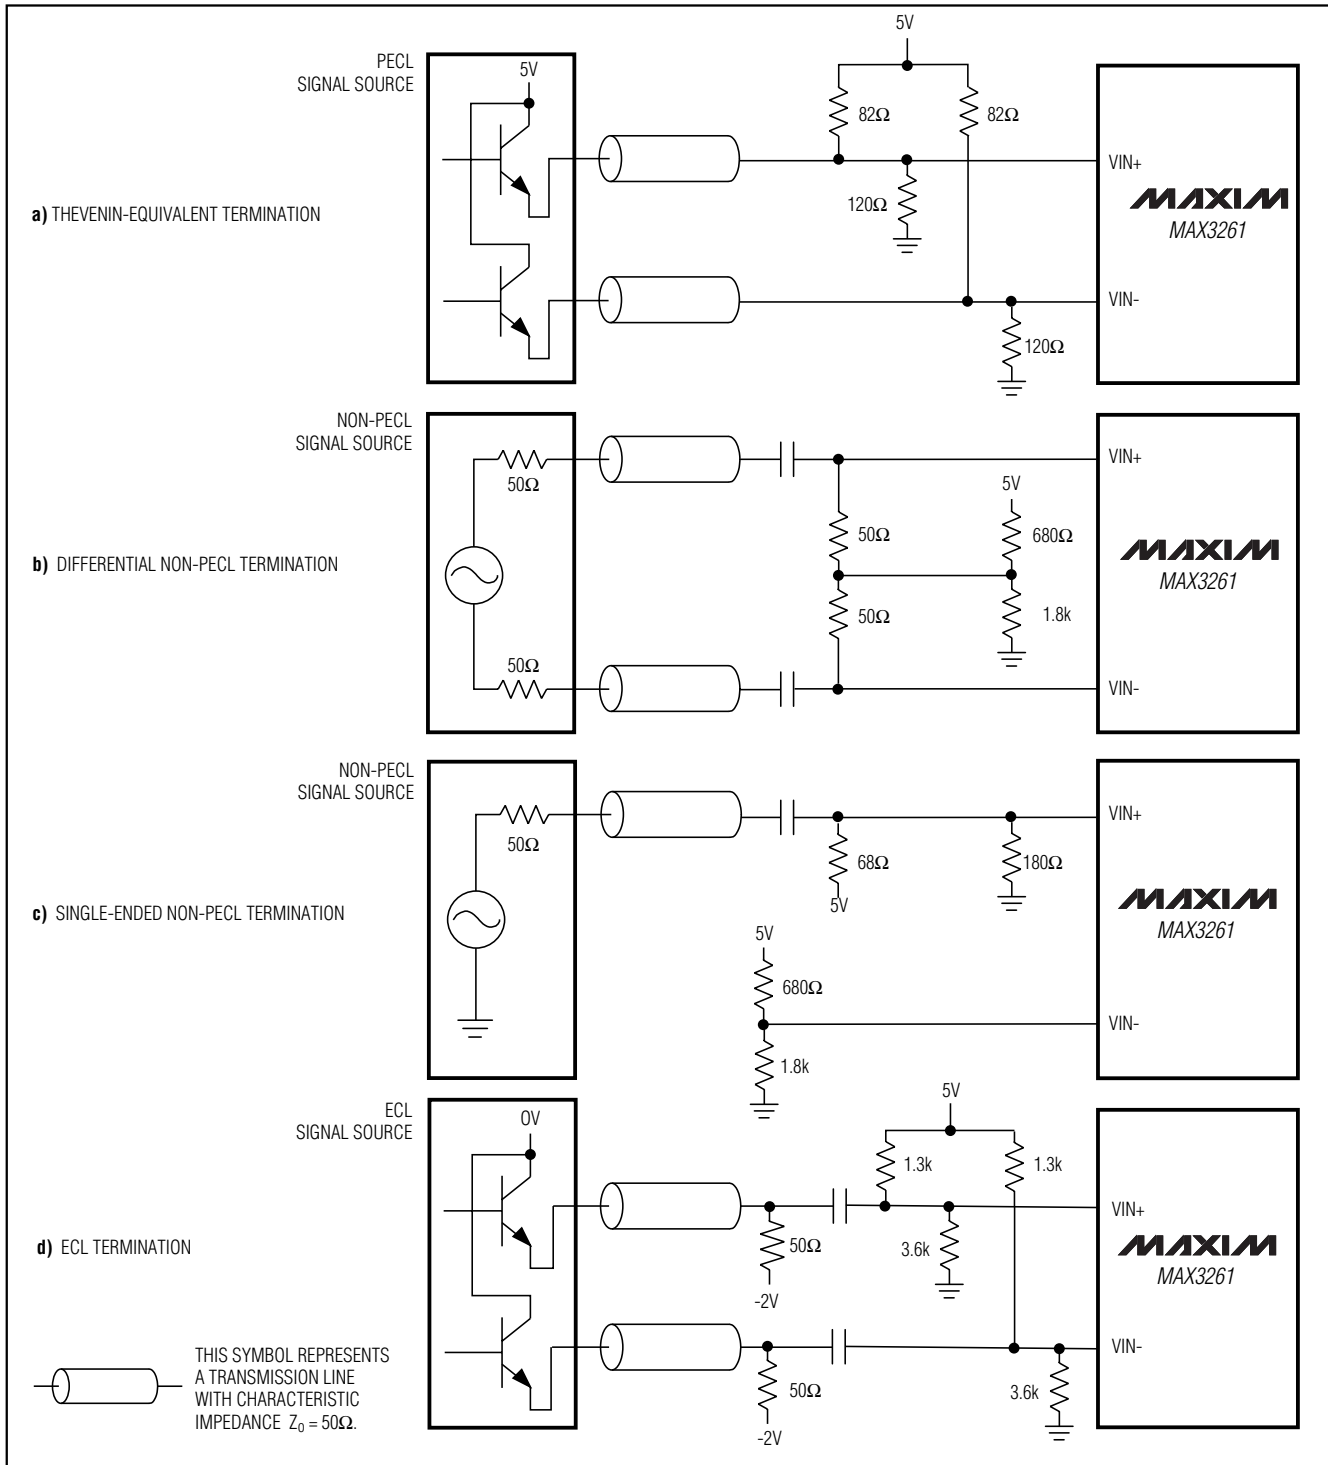 PECL
SIGNAL SOURCE
5V
5V
82Ω
82Ω
120Ω
120Ω
VIN+
VIN-
MAXIM
MAX3261
a) THEVENIN-EQUIVALENT TERMINATION
NON-PECL
SIGNAL SOURCE
50Ω
50Ω
50Ω
50Ω
5V
680Ω
1.8k
VIN+
VIN-
MAXIM
MAX3261
b) DIFFERENTIAL NON-PECL TERMINATION
NON-PECL
SIGNAL SOURCE
50Ω
68Ω
5V
180Ω
5V
680Ω
1.8k
VIN+
VIN-
MAXIM
MAX3261
c) SINGLE-ENDED NON-PECL TERMINATION
ECL
SIGNAL SOURCE
0V
5V
1.3k
1.3k
50Ω
-2V
3.6k
50Ω
-2V
3.6k
VIN+
VIN-
MAXIM
MAX3261
d) ECL TERMINATION
THIS SYMBOL REPRESENTS
A TRANSMISSION LINE
WITH CHARACTERISTIC
IMPEDANCE Z₀ = 50Ω.